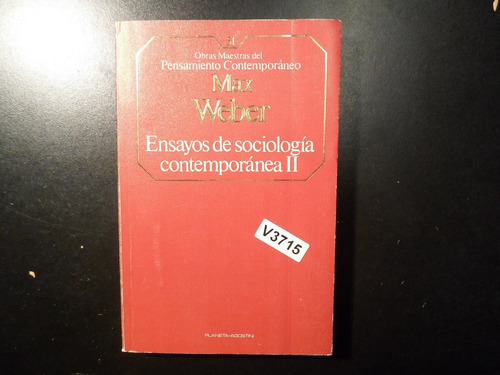 Obras Maestras del
Pensamiento Contemporáneo
Max
Weber
Ensayos de sociología
contemporánea II
V3715
PLANETA-AGOSTINI